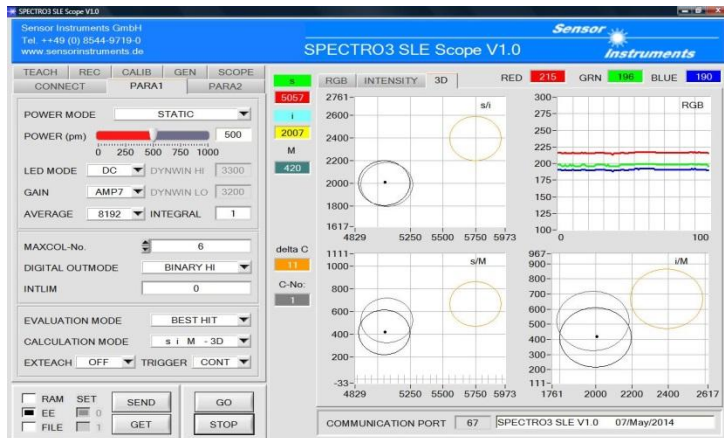 SPECTRO3 SLE Scope V1.0
Sensor Instruments GmbH
Tel. ++49 (0) 8544-9719-0
www.sensorinstruments.de
SPECTRO3 SLE Scope V1.0
Sensor
Instruments
TEACH REC CALIB GEN SCOPE
CONNECT PARA1 PARA2
POWER MODE STATIC
POWER (pm) 500
0 250 500 750 1000
LED MODE DC DYNWIN HI 3300
GAIN AMP7 DYNWIN LO 3200
AVERAGE 8192 INTEGRAL 1
MAXCOL-No. 6
DIGITAL OUTMODE BINARY HI
INTLIM 0
EVALUATION MODE BEST HIT
CALCULATION MODE s i M - 3D
EXTEACH OFF TRIGGER CONT
RAM SET SEND GO
EE 0
FILE 1 GET STOP
s
5057
i
2007
M
420
delta C
11
C-No:
1
RGB INTENSITY 3D RED 215 GRN 196 BLUE 190
s/i
2761-
2600-
2400-
2200-
2000-
1800-
1617-
4829 5250 5500 5750 5973
RGB
300-
275-
250-
225-
200-
175-
150-
125-
100-
0 100
s/M
1111-
1000-
800-
600-
400-
200-
-33-
4829 5250 5500 5750 5973
i/M
967-
900-
800-
700-
600-
500-
400-
300-
200-
111-
1761 2000 2200 2400 2617
COMMUNICATION PORT 67 SPECTRO3 SLE V1.0 07/May/2014